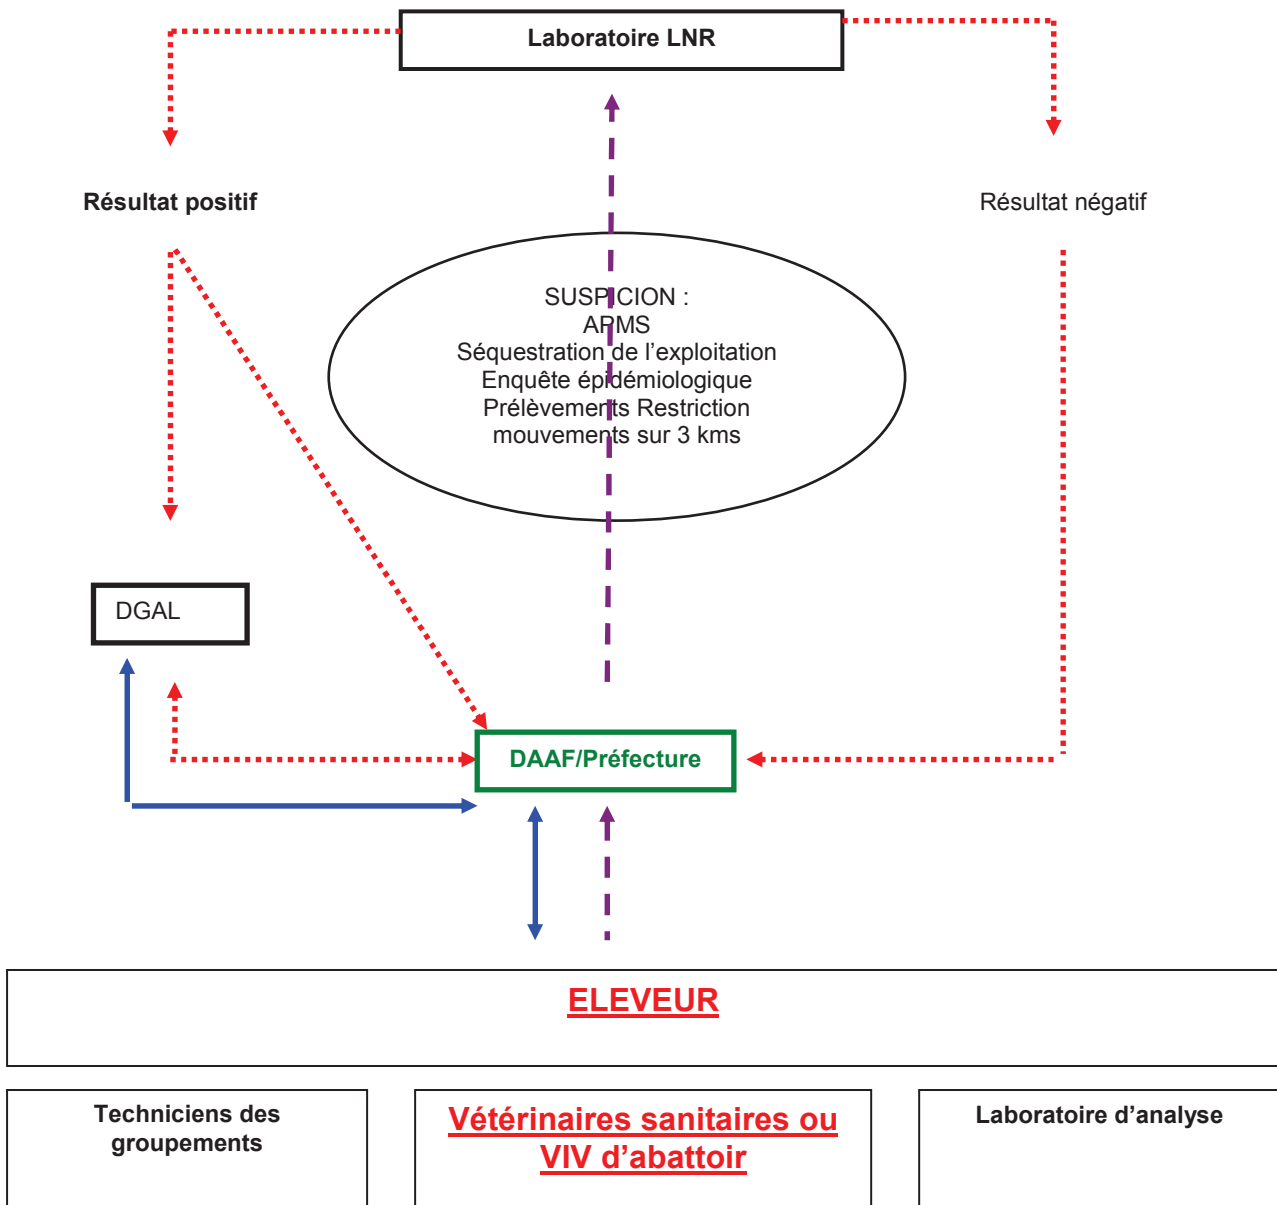 Laboratoire LNR
Résultat positif
Résultat négatif
SUSPICION :
APMS
Séquestration de l’exploitation
Enquête épidémiologique
Prélèvements Restriction
mouvements sur 3 kms
DGAL
DAAF/Préfecture
ELEVEUR
Techniciens des
groupements
Vétérinaires sanitaires ou
VIV d’abattoir
Laboratoire d’analyse